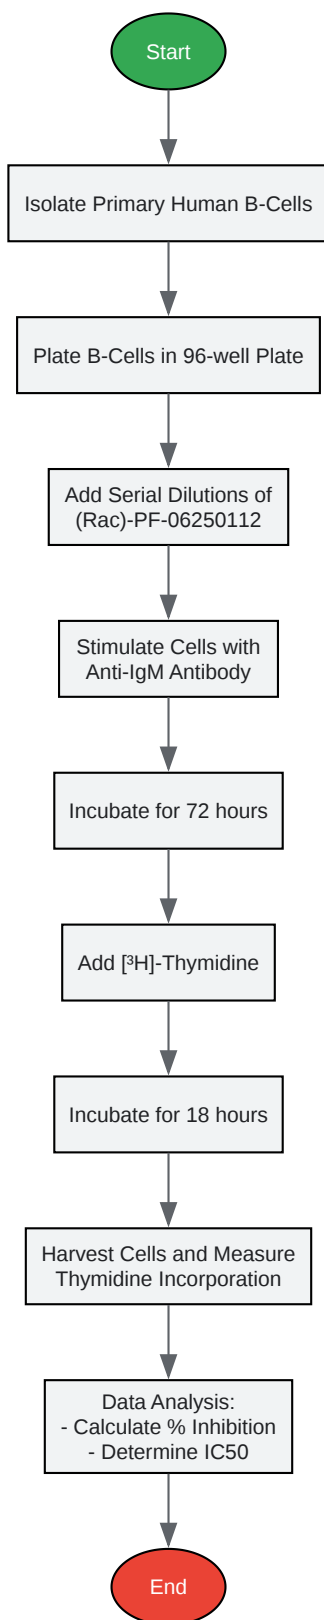 Start
Isolate Primary Human B-Cells
Plate B-Cells in 96-well Plate
Add Serial Dilutions of
(Rac)-PF-06250112
Stimulate Cells with
Anti-IgM Antibody
Incubate for 72 hours
Add [³H]-Thymidine
Incubate for 18 hours
Harvest Cells and Measure
Thymidine Incorporation
Data Analysis:
- Calculate % Inhibition
- Determine IC50
End